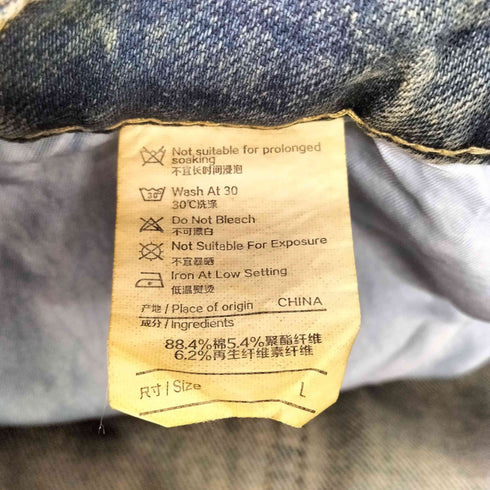 Not suitable for prolonged
soaking
不宜长时间浸泡
30
Wash At 30
30℃洗涤
Do Not Bleach
不可漂白
Not Suitable For Exposure
不宜暴晒
Iron At Low Setting
低温熨烫
产地 / Place of origin CHINA
成分 / Ingredients
88.4%棉5.4%聚酯纤维
6.2%再生纤维素纤维
尺寸 / Size L